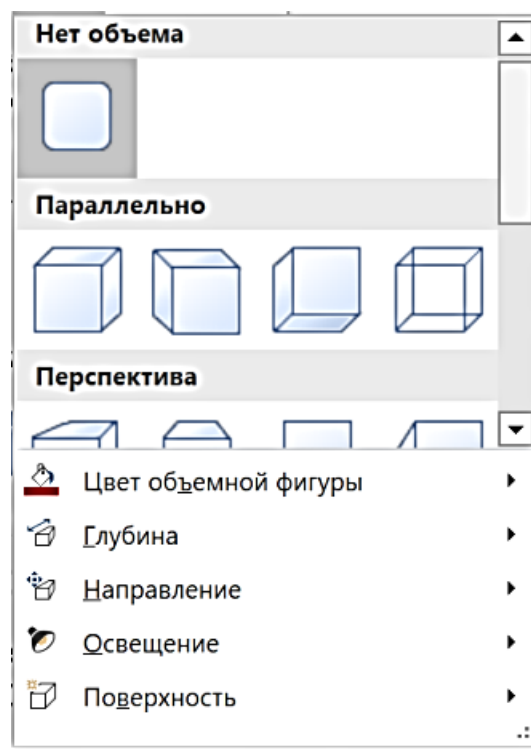 Нет объема
Параллельно
Перспектива
Цвет объемной фигуры
Глубина
Направление
Освещение
Поверхность